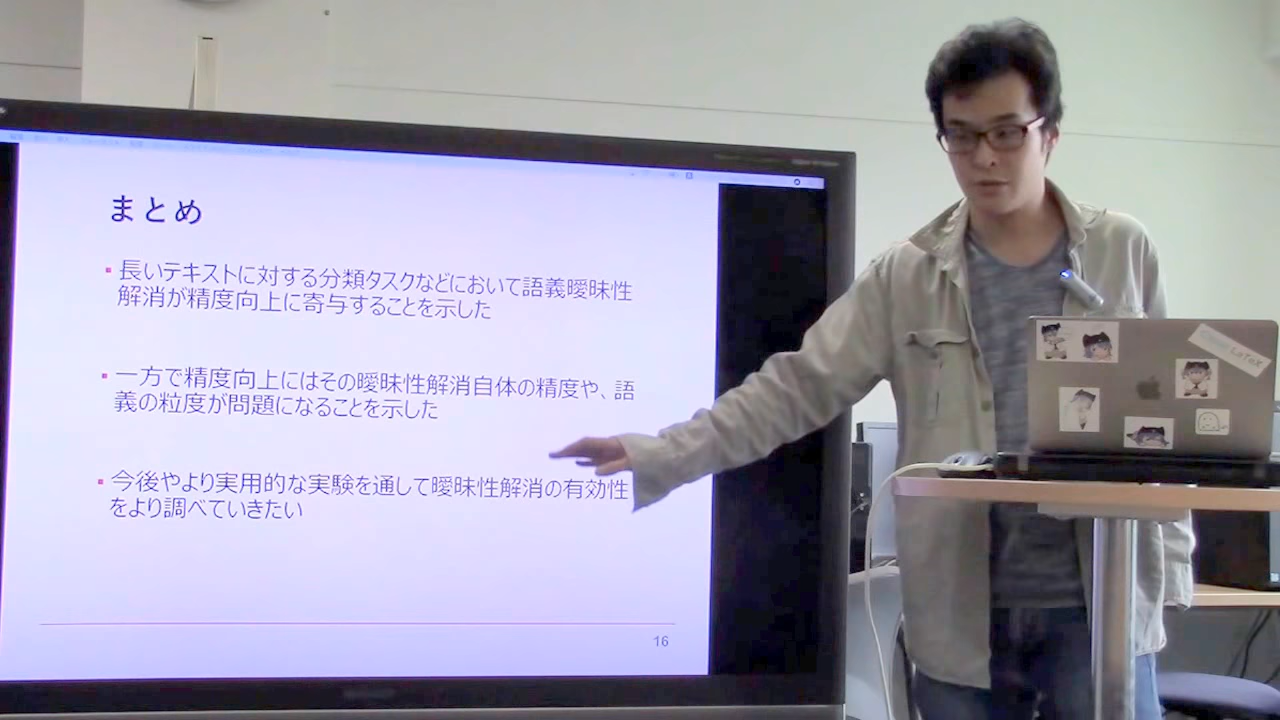 まとめ
長いテキストに対する分類タスクなどにおいて語義曖昧性
解消が精度向上に寄与することを示した
一方で精度向上にはその曖昧性解消自体の精度や、語
義の粒度が問題になることを示した
今後やより実用的な実験を通して曖昧性解消の有効性
をより調べていきたい
16
LaTeX